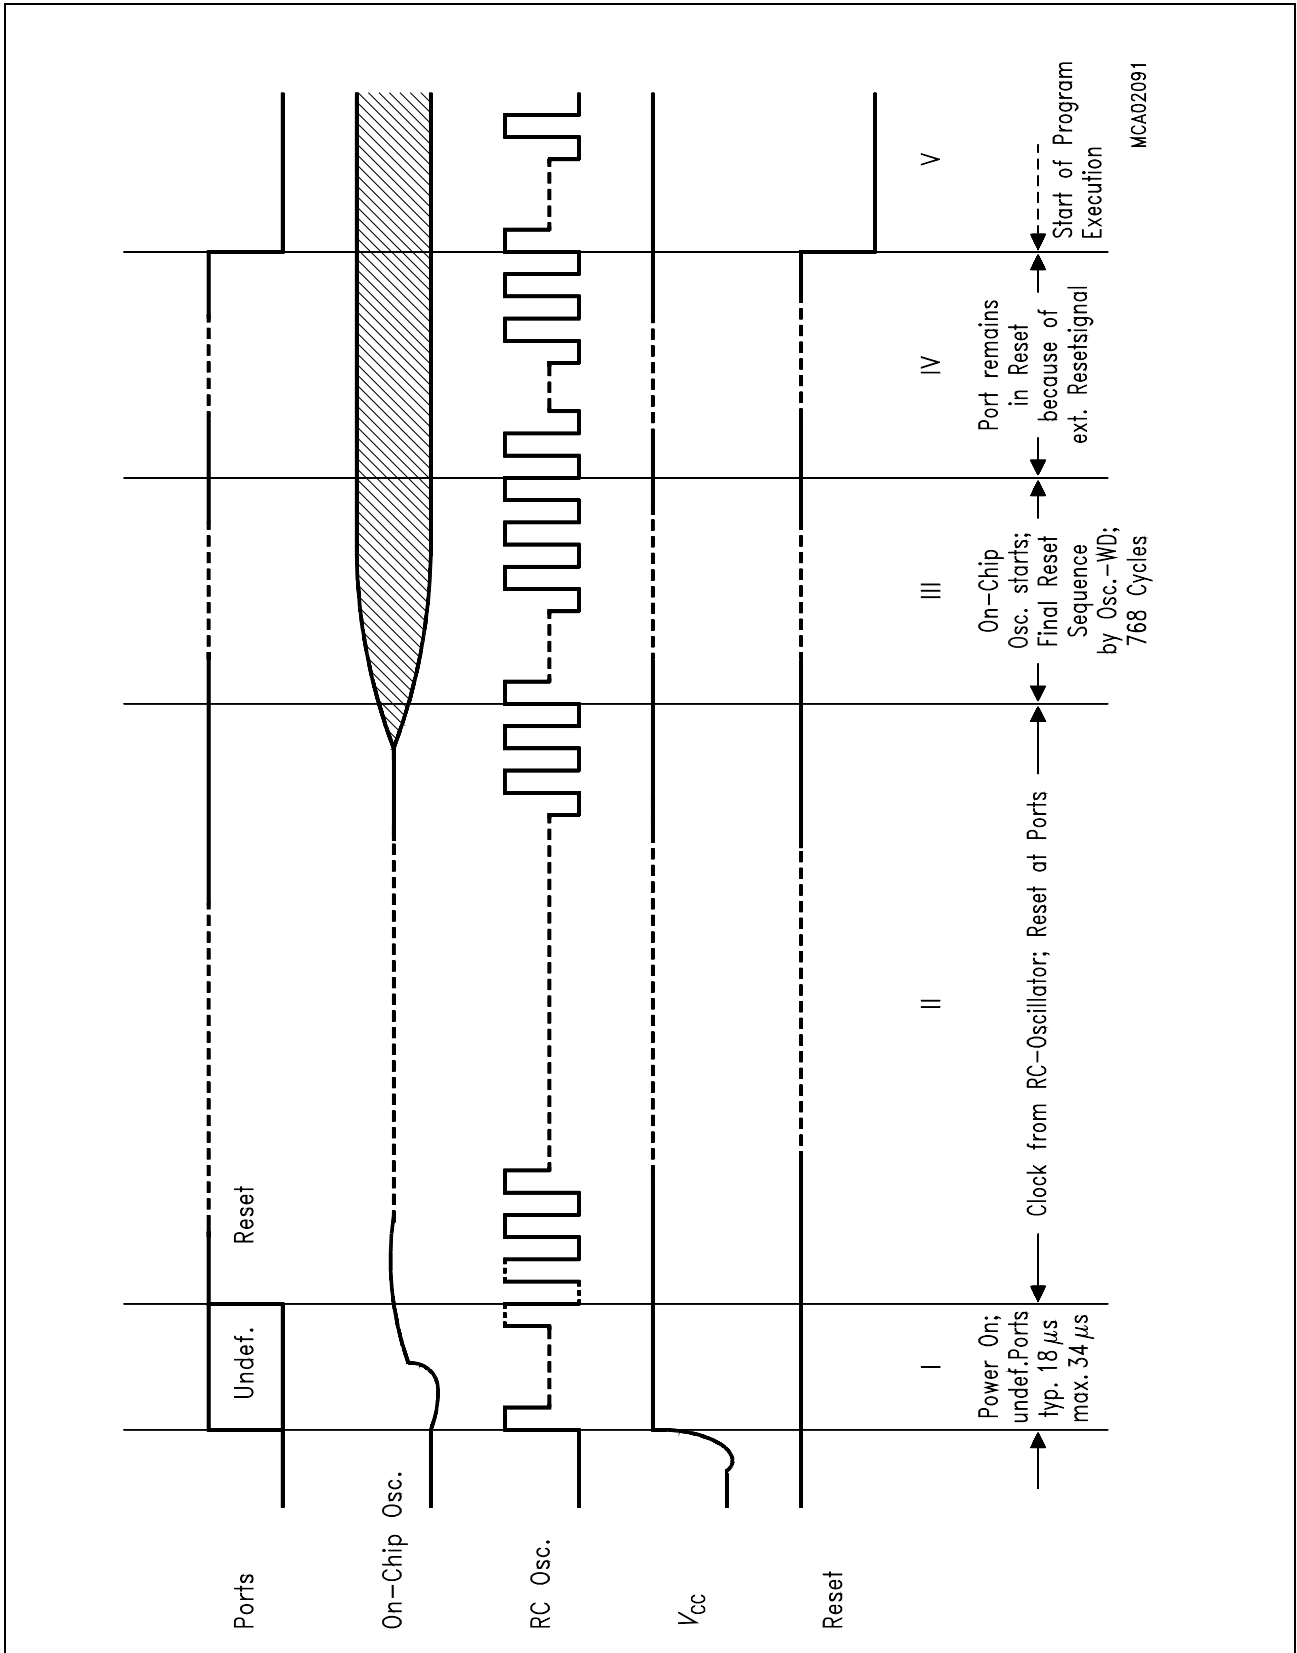 Ports
Undef.
Reset
On-Chip Osc.
RC Osc.
VCC
Reset
I
II
III
IV
V
Power On;
undef.Ports
typ. 18 μs
max. 34 μs
Clock from RC-Oscillator; Reset at Ports
On-Chip
Osc. starts;
Final Reset
Sequence
by Osc.-WD;
768 Cycles
Port remains
in Reset
because of
ext. Resetsignal
Start of Program
Execution
MCA02091